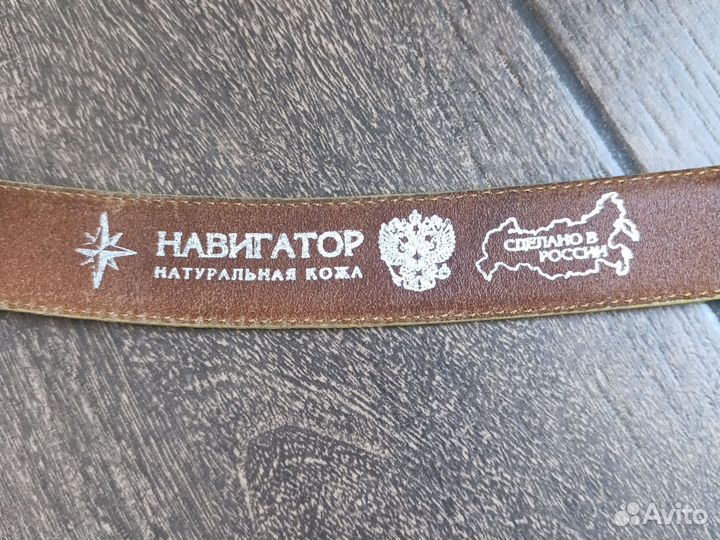 НАВИГАТОР
НАТУРАЛЬНАЯ КОЖА
СДЕЛАНО В
РОССИИ
Avito